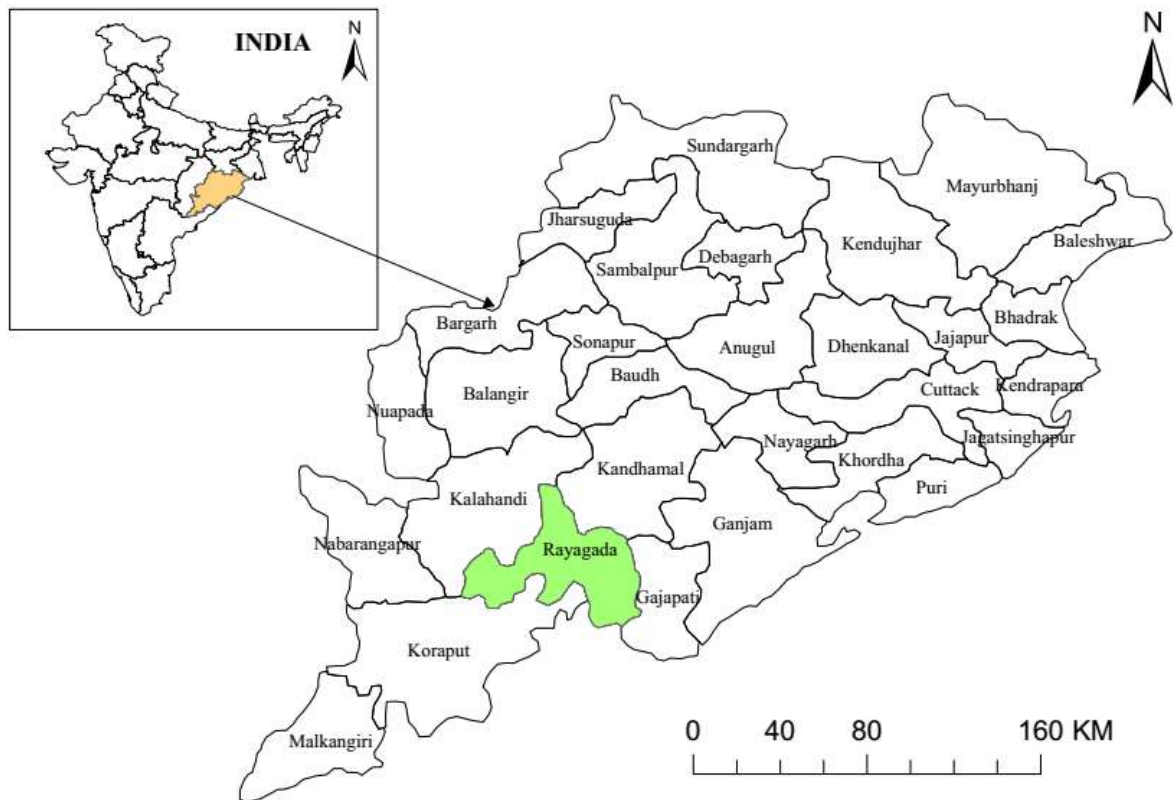 INDIA
N
N
Sundargarh
Mayurbhanj
Jharsuguda
Kendujhar
Baleshwar
Debagarh
Sambalpur
Bargarh
Bhadrak
Sonapur
Anugul
Dhenkanal
Jajapur
Baudh
Cuttack
Kendrapara
Balangir
Nuapada
Nayagarh
Jagatsinghapur
Khordha
Kandhamal
Puri
Kalahandi
Ganjam
Nabarangapur
Rayagada
Gajapati
Koraput
Malkangiri
0 40 80 160 KM